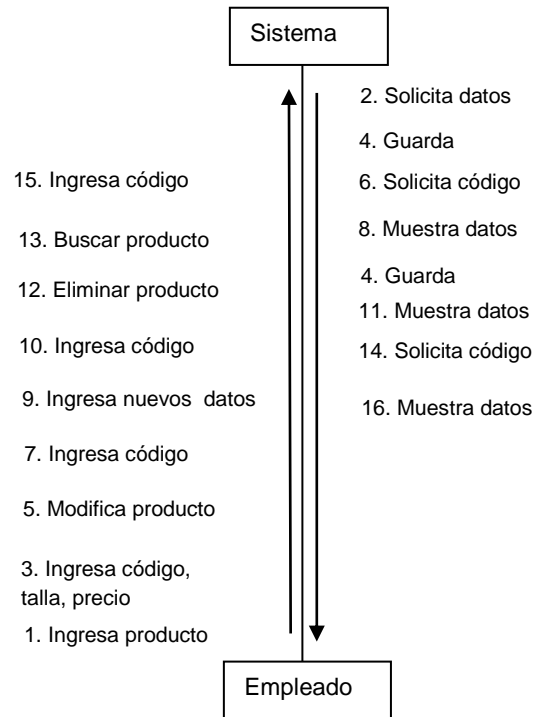 Sistema
2. Solicita datos
4. Guarda
15. Ingresa código
6. Solicita código
13. Buscar producto
8. Muestra datos
4. Guarda
12. Eliminar producto
11. Muestra datos
10. Ingresa código
14. Solicita código
9. Ingresa nuevos datos
16. Muestra datos
7. Ingresa código
5. Modifica producto
3. Ingresa código,
talla, precio
1. Ingresa producto
Empleado